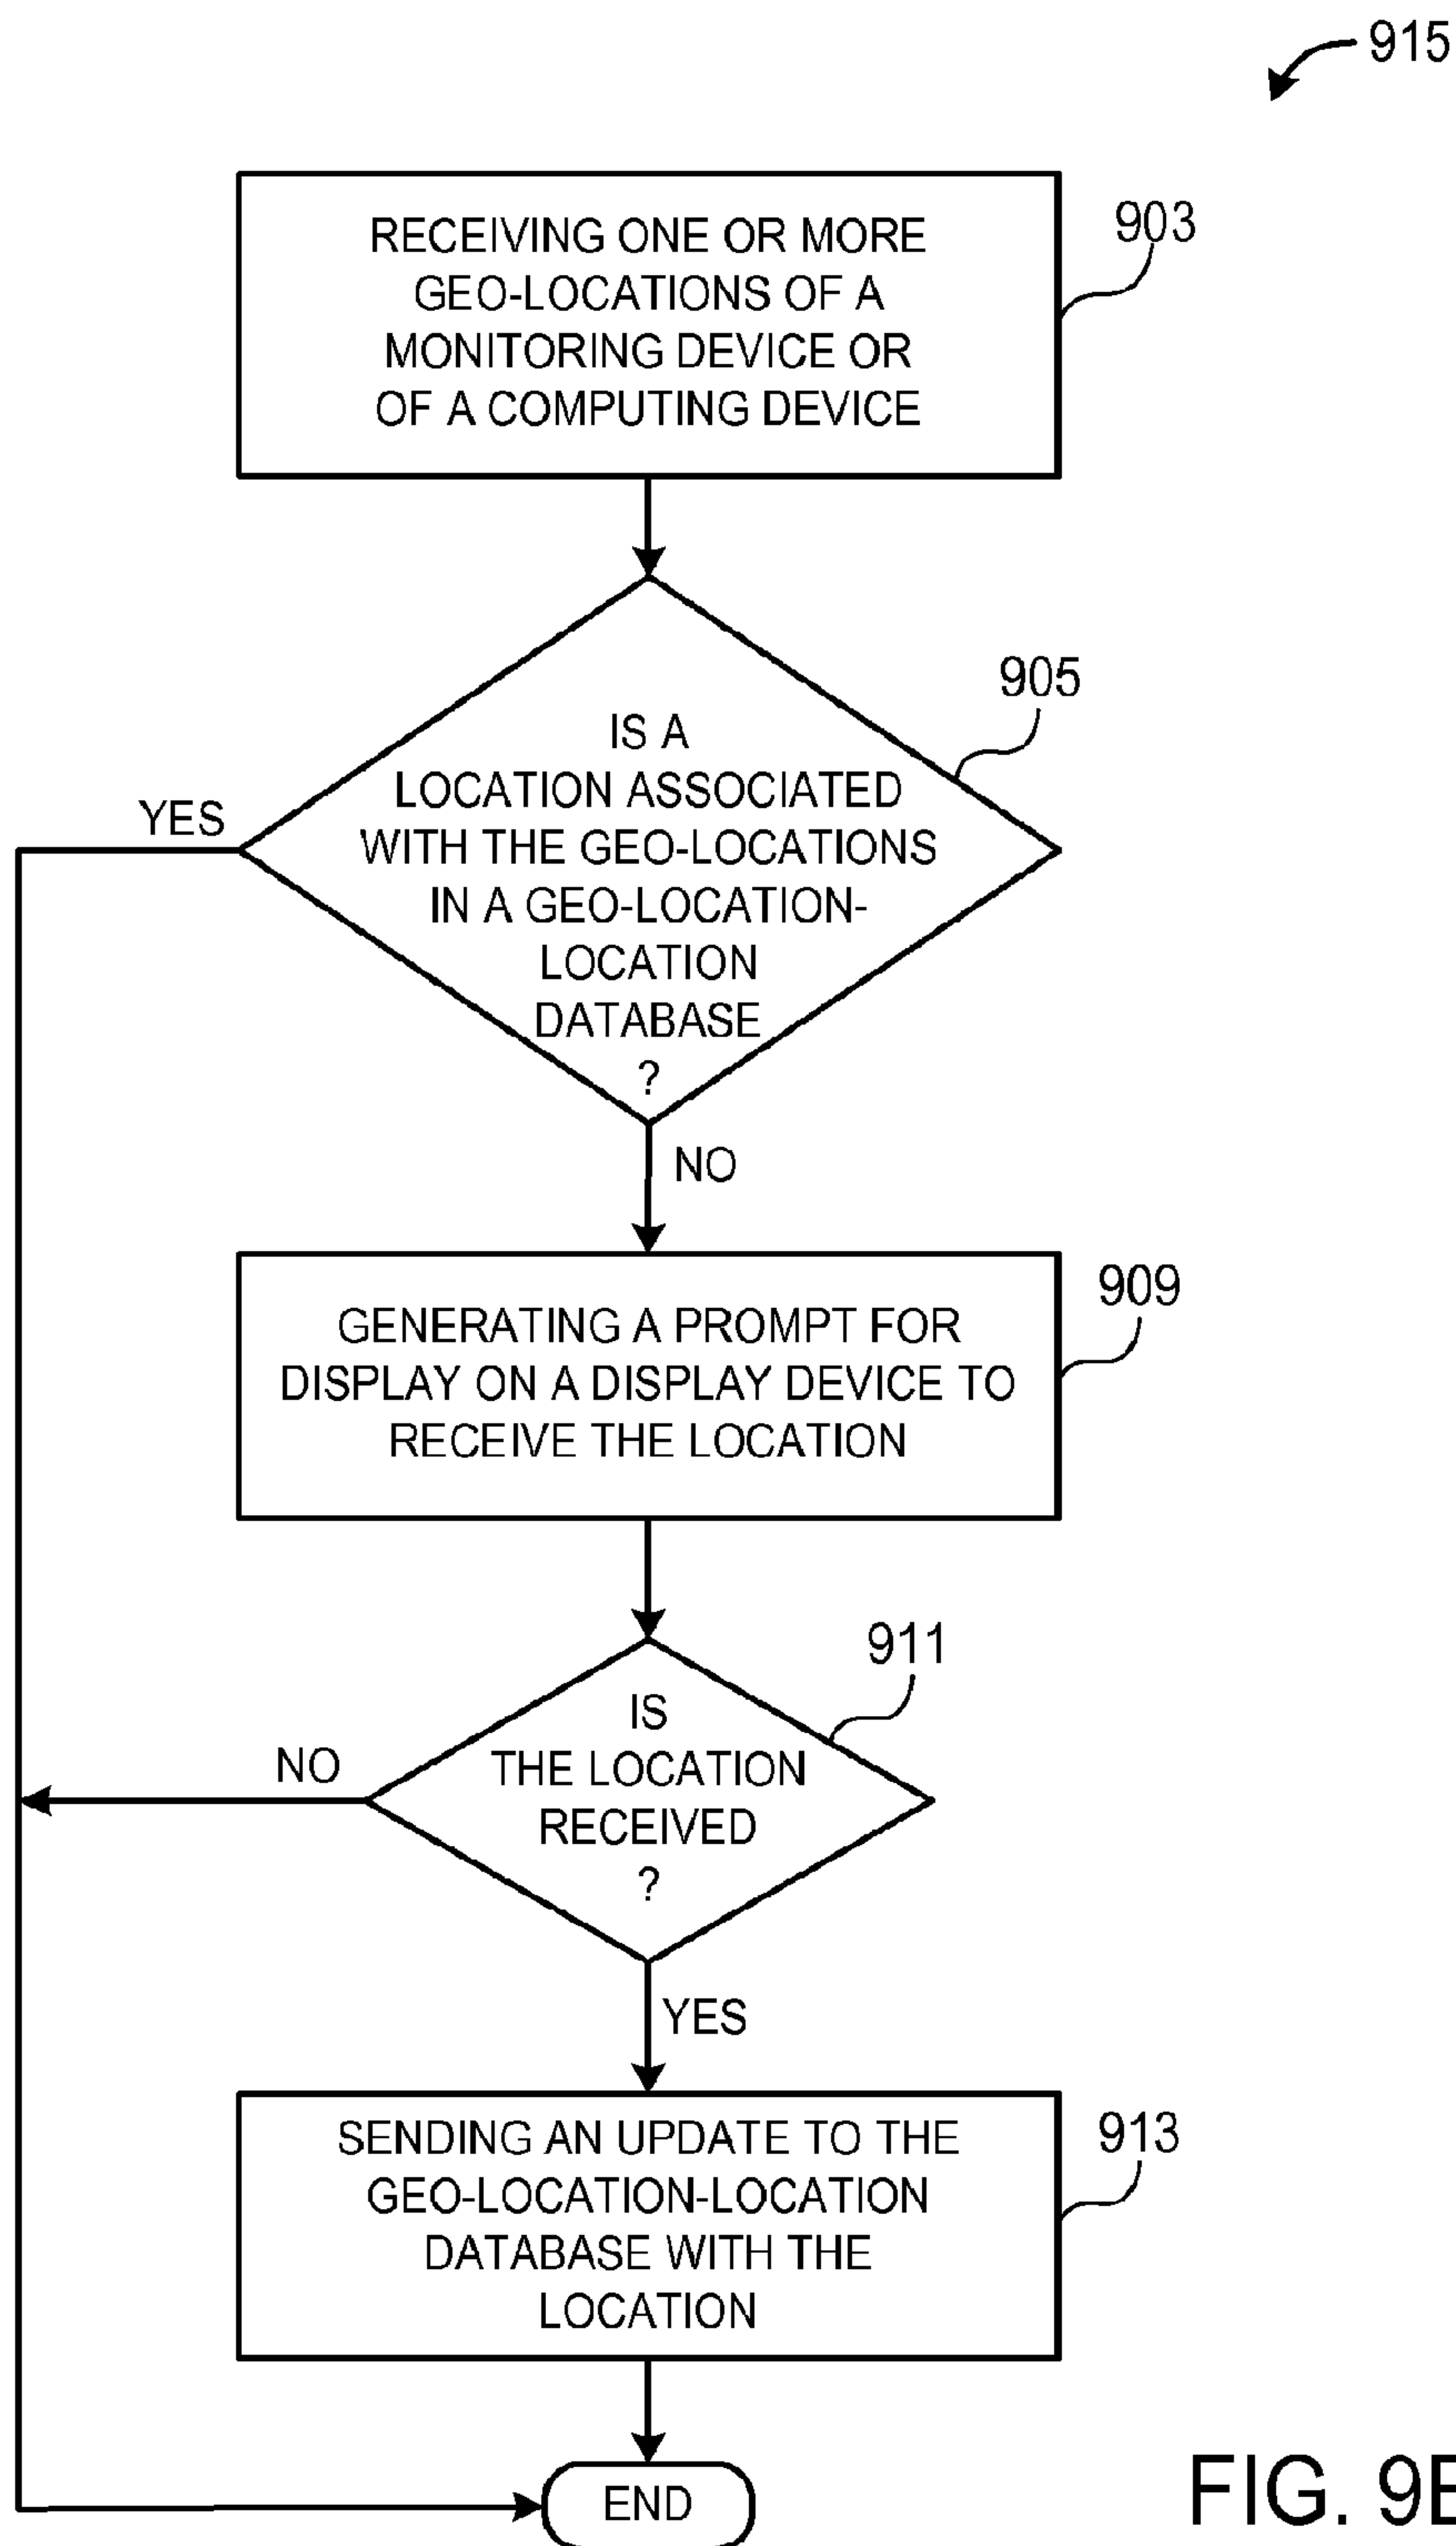 915
RECEIVING ONE OR MORE
GEO-LOCATIONS OF A
MONITORING DEVICE OR
OF A COMPUTING DEVICE
903
IS A
LOCATION ASSOCIATED
WITH THE GEO-LOCATIONS
IN A GEO-LOCATION-
LOCATION
DATABASE
?
905
YES
NO
GENERATING A PROMPT FOR
DISPLAY ON A DISPLAY DEVICE TO
RECEIVE THE LOCATION
909
IS
THE LOCATION
RECEIVED
?
911
NO
YES
SENDING AN UPDATE TO THE
GEO-LOCATION-LOCATION
DATABASE WITH THE
LOCATION
913
END
FIG. 9B